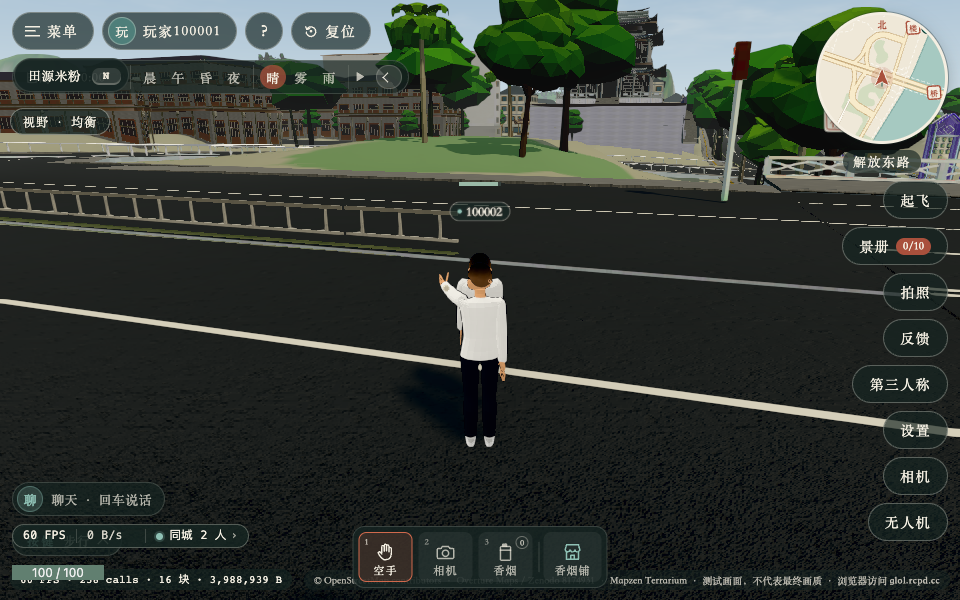 菜单
玩 玩家100001
?
复位
北
桅
桥
田源米粉 N
晨 午 昏 夜 晴 雾 雨
视野 · 均衡
解放东路
100002
起飞
景册 0/10
拍照
反馈
第三人称
设置
相机
无人机
聊 聊天 · 回车说话
60 FPS 0 B/s 同城 2 人 ›
1 空手
2 相机
3 香烟 0
香烟铺
100 / 100
calls · 16 块 · 3,988,939 B
Mapzen Terrarium · 测试画面，不代表最终画质 · 浏览器访问 glol.rcpd.cc